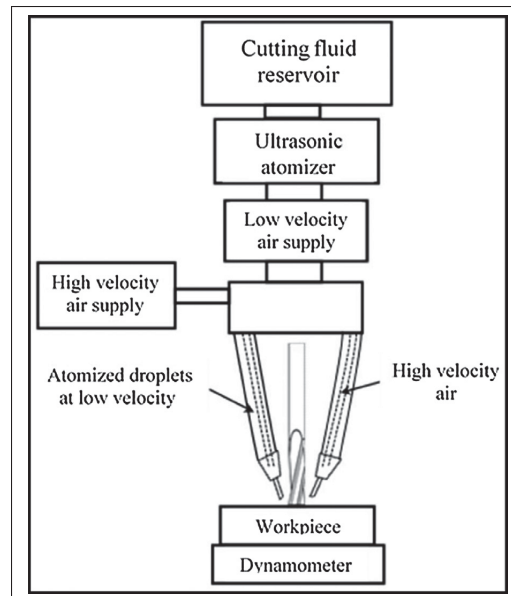 Cutting fluid
reservoir
Ultrasonic
atomizer
Low velocity
air supply
High velocity
air supply
Atomized droplets
at low velocity
High velocity
air
Workpiece
Dynamometer